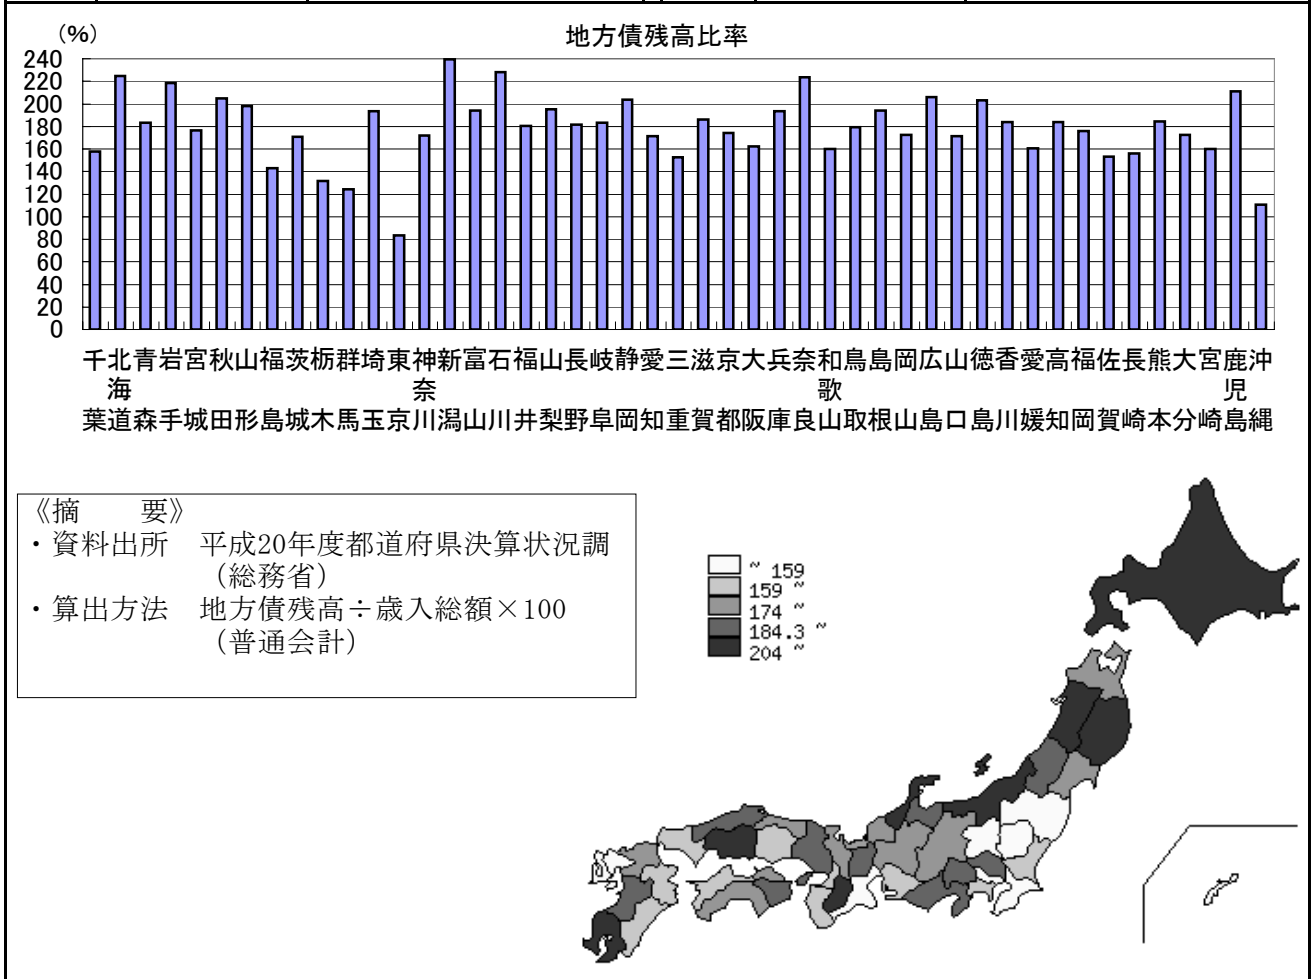 （%）
地方債残高比率
240
220
200
180
160
140
120
100
80
60
40
20
0
千葉 北海道 青森 岩手 宮城 秋田 山形 福島 茨城 栃木 群馬 埼玉 東京 神奈川 新潟 富山 石川 福井 山梨 長野 岐阜 静岡 愛知 三重 滋賀 京都 大阪 兵庫 奈良 和歌山 鳥取 島根 岡山 広島 山口 徳島 香川 愛媛 高知 福岡 佐賀 長崎 熊本 大分 宮崎 鹿児島 沖縄
《摘　　要》
・資料出所　平成20年度都道府県決算状況調
（総務省）
・算出方法　地方債残高÷歳入総額×100
（普通会計）
~ 159
159 ~
174 ~
184.3 ~
204 ~